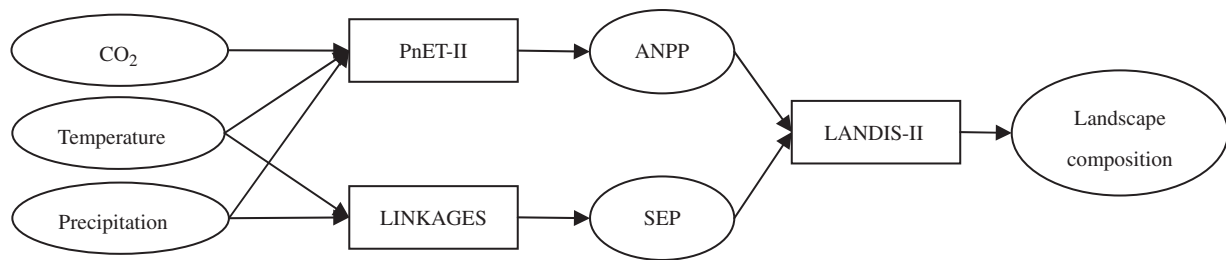 CO₂
PnET-II
ANPP
Temperature
LANDIS-II
Landscape
composition
Precipitation
LINKAGES
SEP